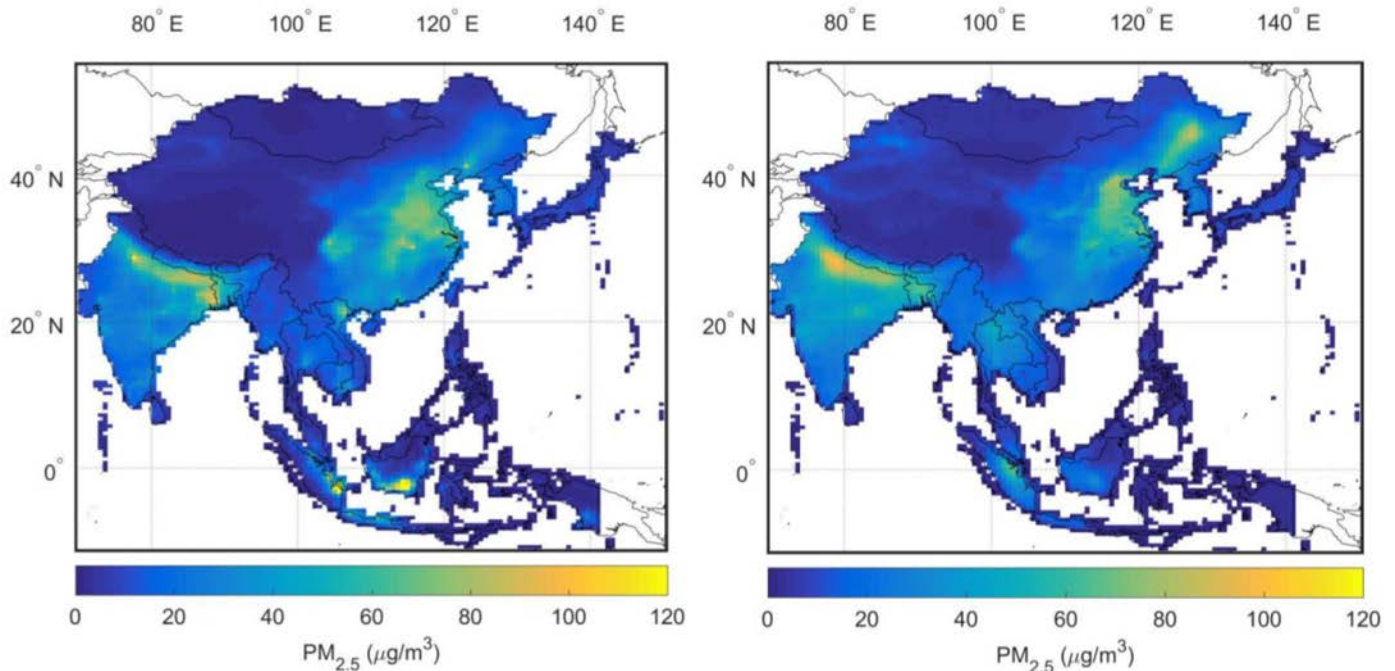 80° E 100° E 120° E 140° E 80° E 100° E 120° E 140° E
40° N 40° N
20° N 20° N
0° 0°
0 20 40 60 80 100 120 0 20 40 60 80 100 120
PM2.5 (μg/m3) PM2.5 (μg/m3)